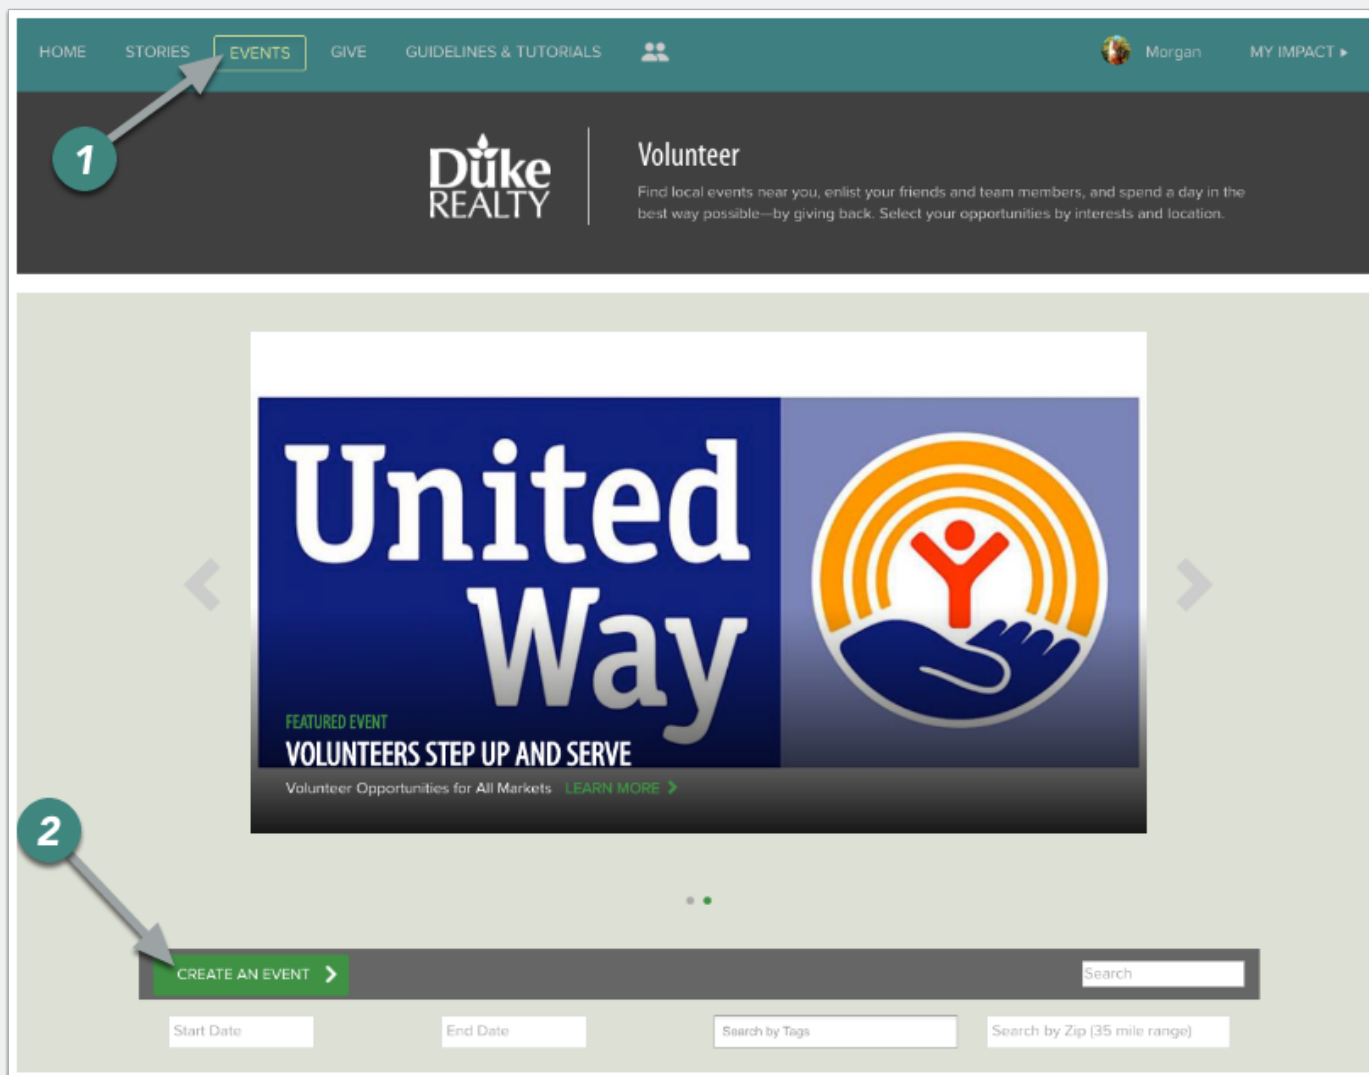 HOME STORIES EVENTS GIVE GUIDELINES & TUTORIALS Morgan MY IMPACT
1
Duke
REALTY
Volunteer
Find local events near you, enlist your friends and team members, and spend a day in the
best way possible—by giving back. Select your opportunities by interests and location.
United
Way
FEATURED EVENT
VOLUNTEERS STEP UP AND SERVE
Volunteer Opportunities for All Markets LEARN MORE
2
CREATE AN EVENT Search
Start Date End Date Search by Tags Search by Zip (35 mile range)